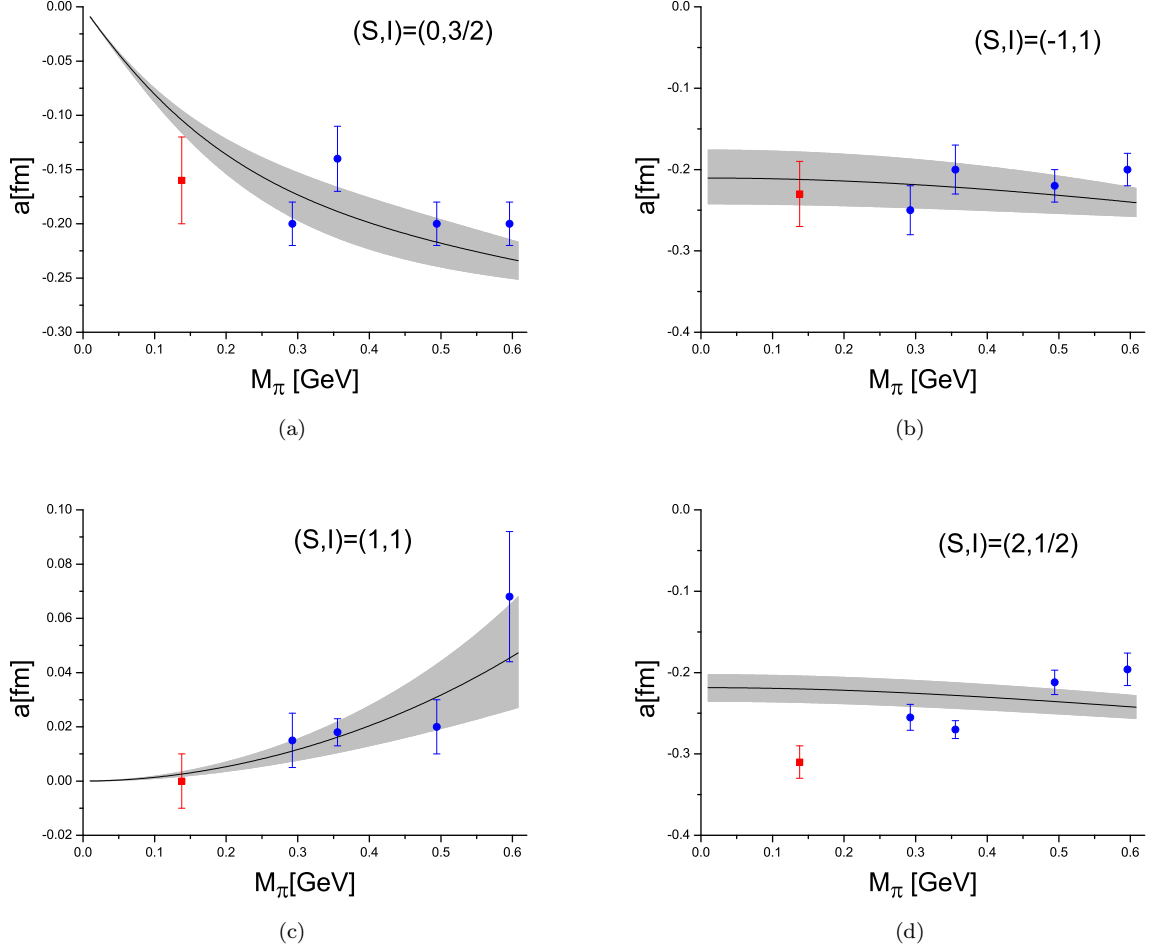 (S,I)=(0,3/2)
a[fm]
0.00
-0.05
-0.10
-0.15
-0.20
-0.25
-0.30
0.0 0.1 0.2 0.3 0.4 0.5 0.6
Mπ [GeV]
(a)
(S,I)=(-1,1)
a[fm]
0.0
-0.1
-0.2
-0.3
-0.4
0.0 0.1 0.2 0.3 0.4 0.5 0.6
Mπ [GeV]
(b)
(S,I)=(1,1)
a[fm]
0.10
0.08
0.06
0.04
0.02
0.00
-0.02
0.0 0.1 0.2 0.3 0.4 0.5 0.6
Mπ[GeV]
(c)
(S,I)=(2,1/2)
a[fm]
0.0
-0.1
-0.2
-0.3
-0.4
0.0 0.1 0.2 0.3 0.4 0.5 0.6
Mπ [GeV]
(d)